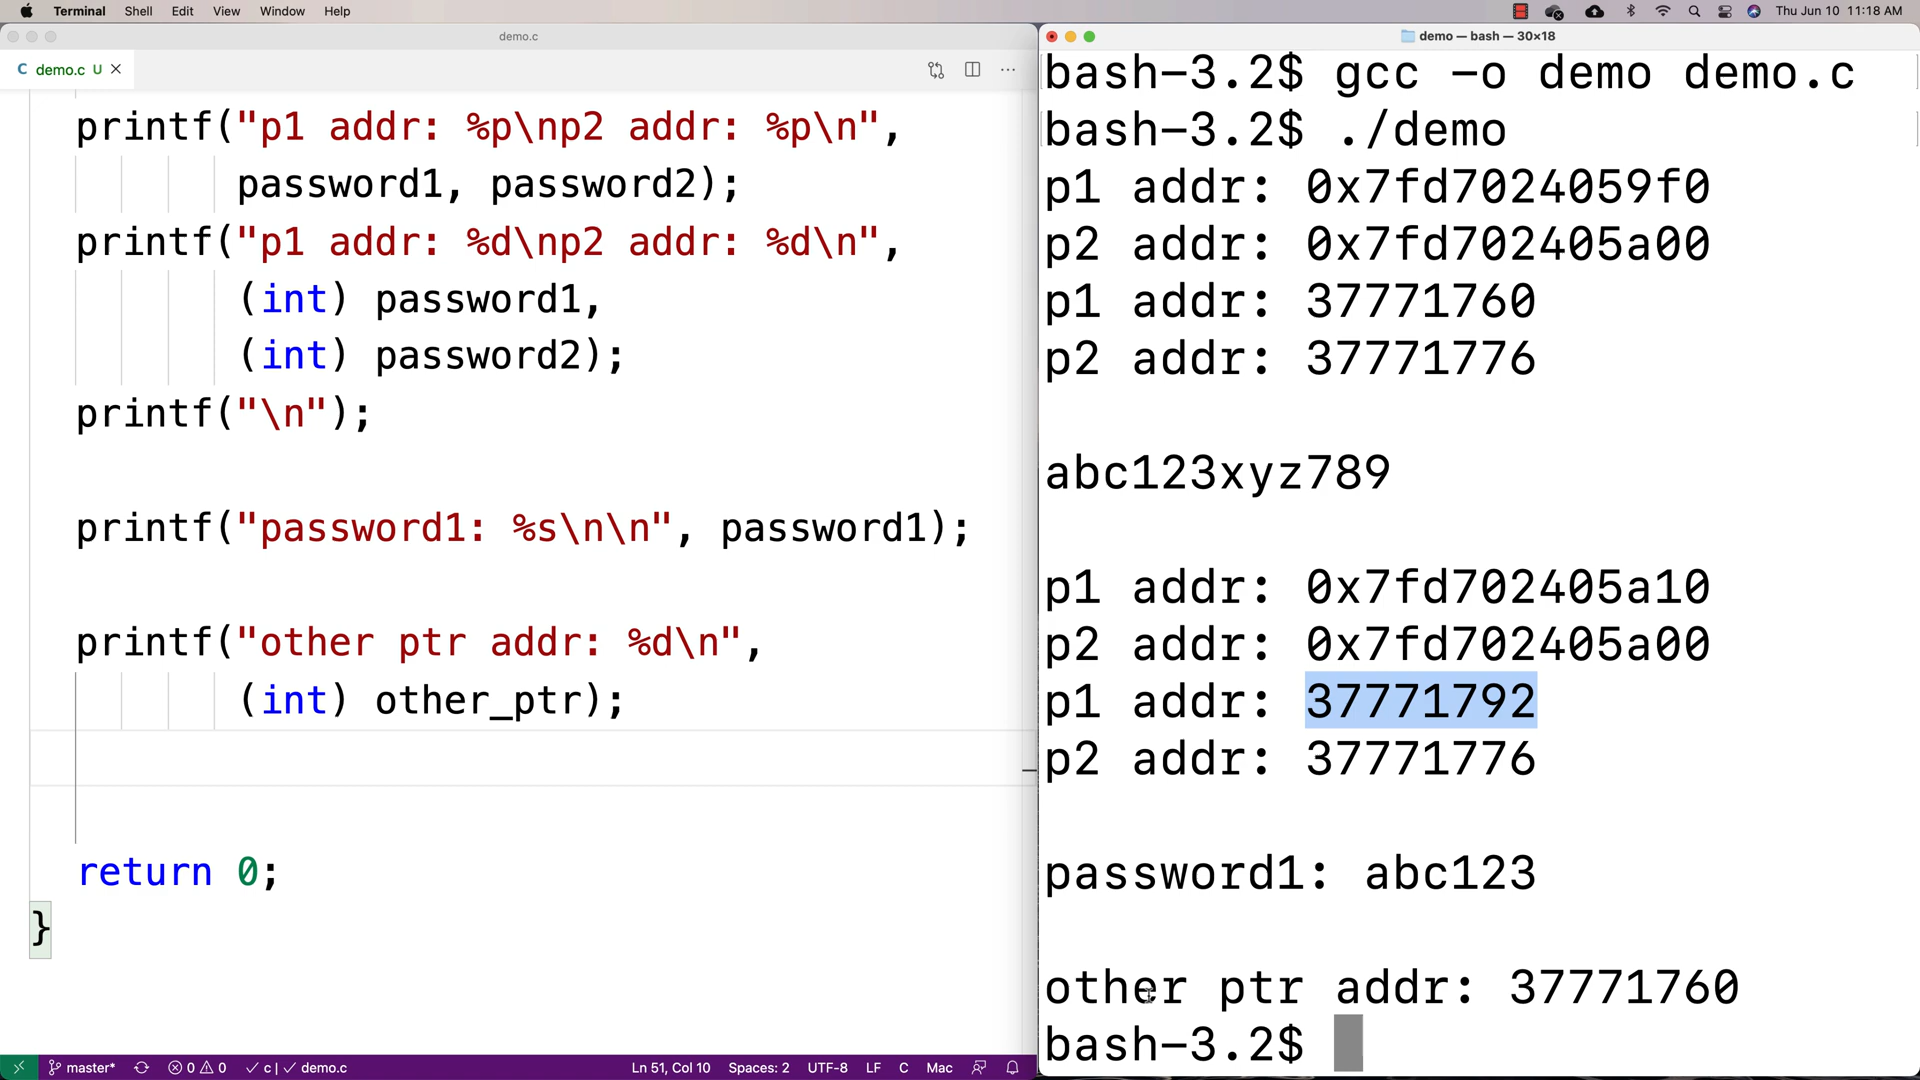 Terminal Shell Edit View Window Help
Thu Jun 10 11:18 AM
demo.c
C demo.c U
printf("p1 addr: %p\np2 addr: %p\n",
password1, password2);
printf("p1 addr: %d\np2 addr: %d\n",
(int) password1,
(int) password2);
printf("\n");
printf("password1: %s\n\n", password1);
printf("other ptr addr: %d\n",
(int) other_ptr);
return 0;
}
master* 0 0 c | demo.c Ln 51, Col 10 Spaces: 2 UTF-8 LF C Mac
demo — bash — 30×18
bash-3.2$ gcc -o demo demo.c
bash-3.2$ ./demo
p1 addr: 0x7fd7024059f0
p2 addr: 0x7fd702405a00
p1 addr: 37771760
p2 addr: 37771776
abc123xyz789
p1 addr: 0x7fd702405a10
p2 addr: 0x7fd702405a00
p1 addr: 37771792
p2 addr: 37771776
password1: abc123
other ptr addr: 37771760
bash-3.2$